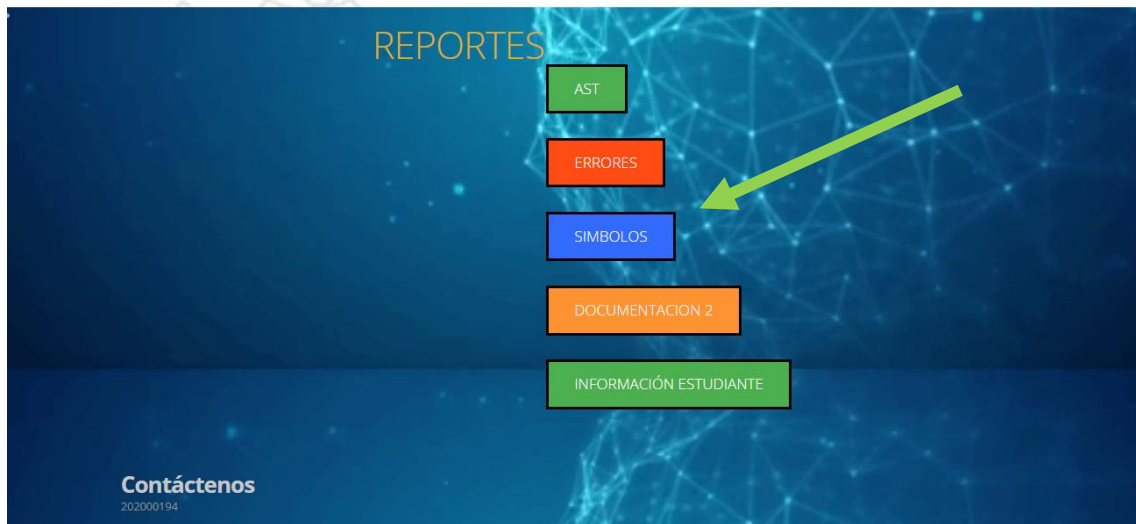 REPORTES
AST
ERRORES
SIMBOLOS
DOCUMENTACION 2
INFORMACIÓN ESTUDIANTE
Contáctenos
202000194